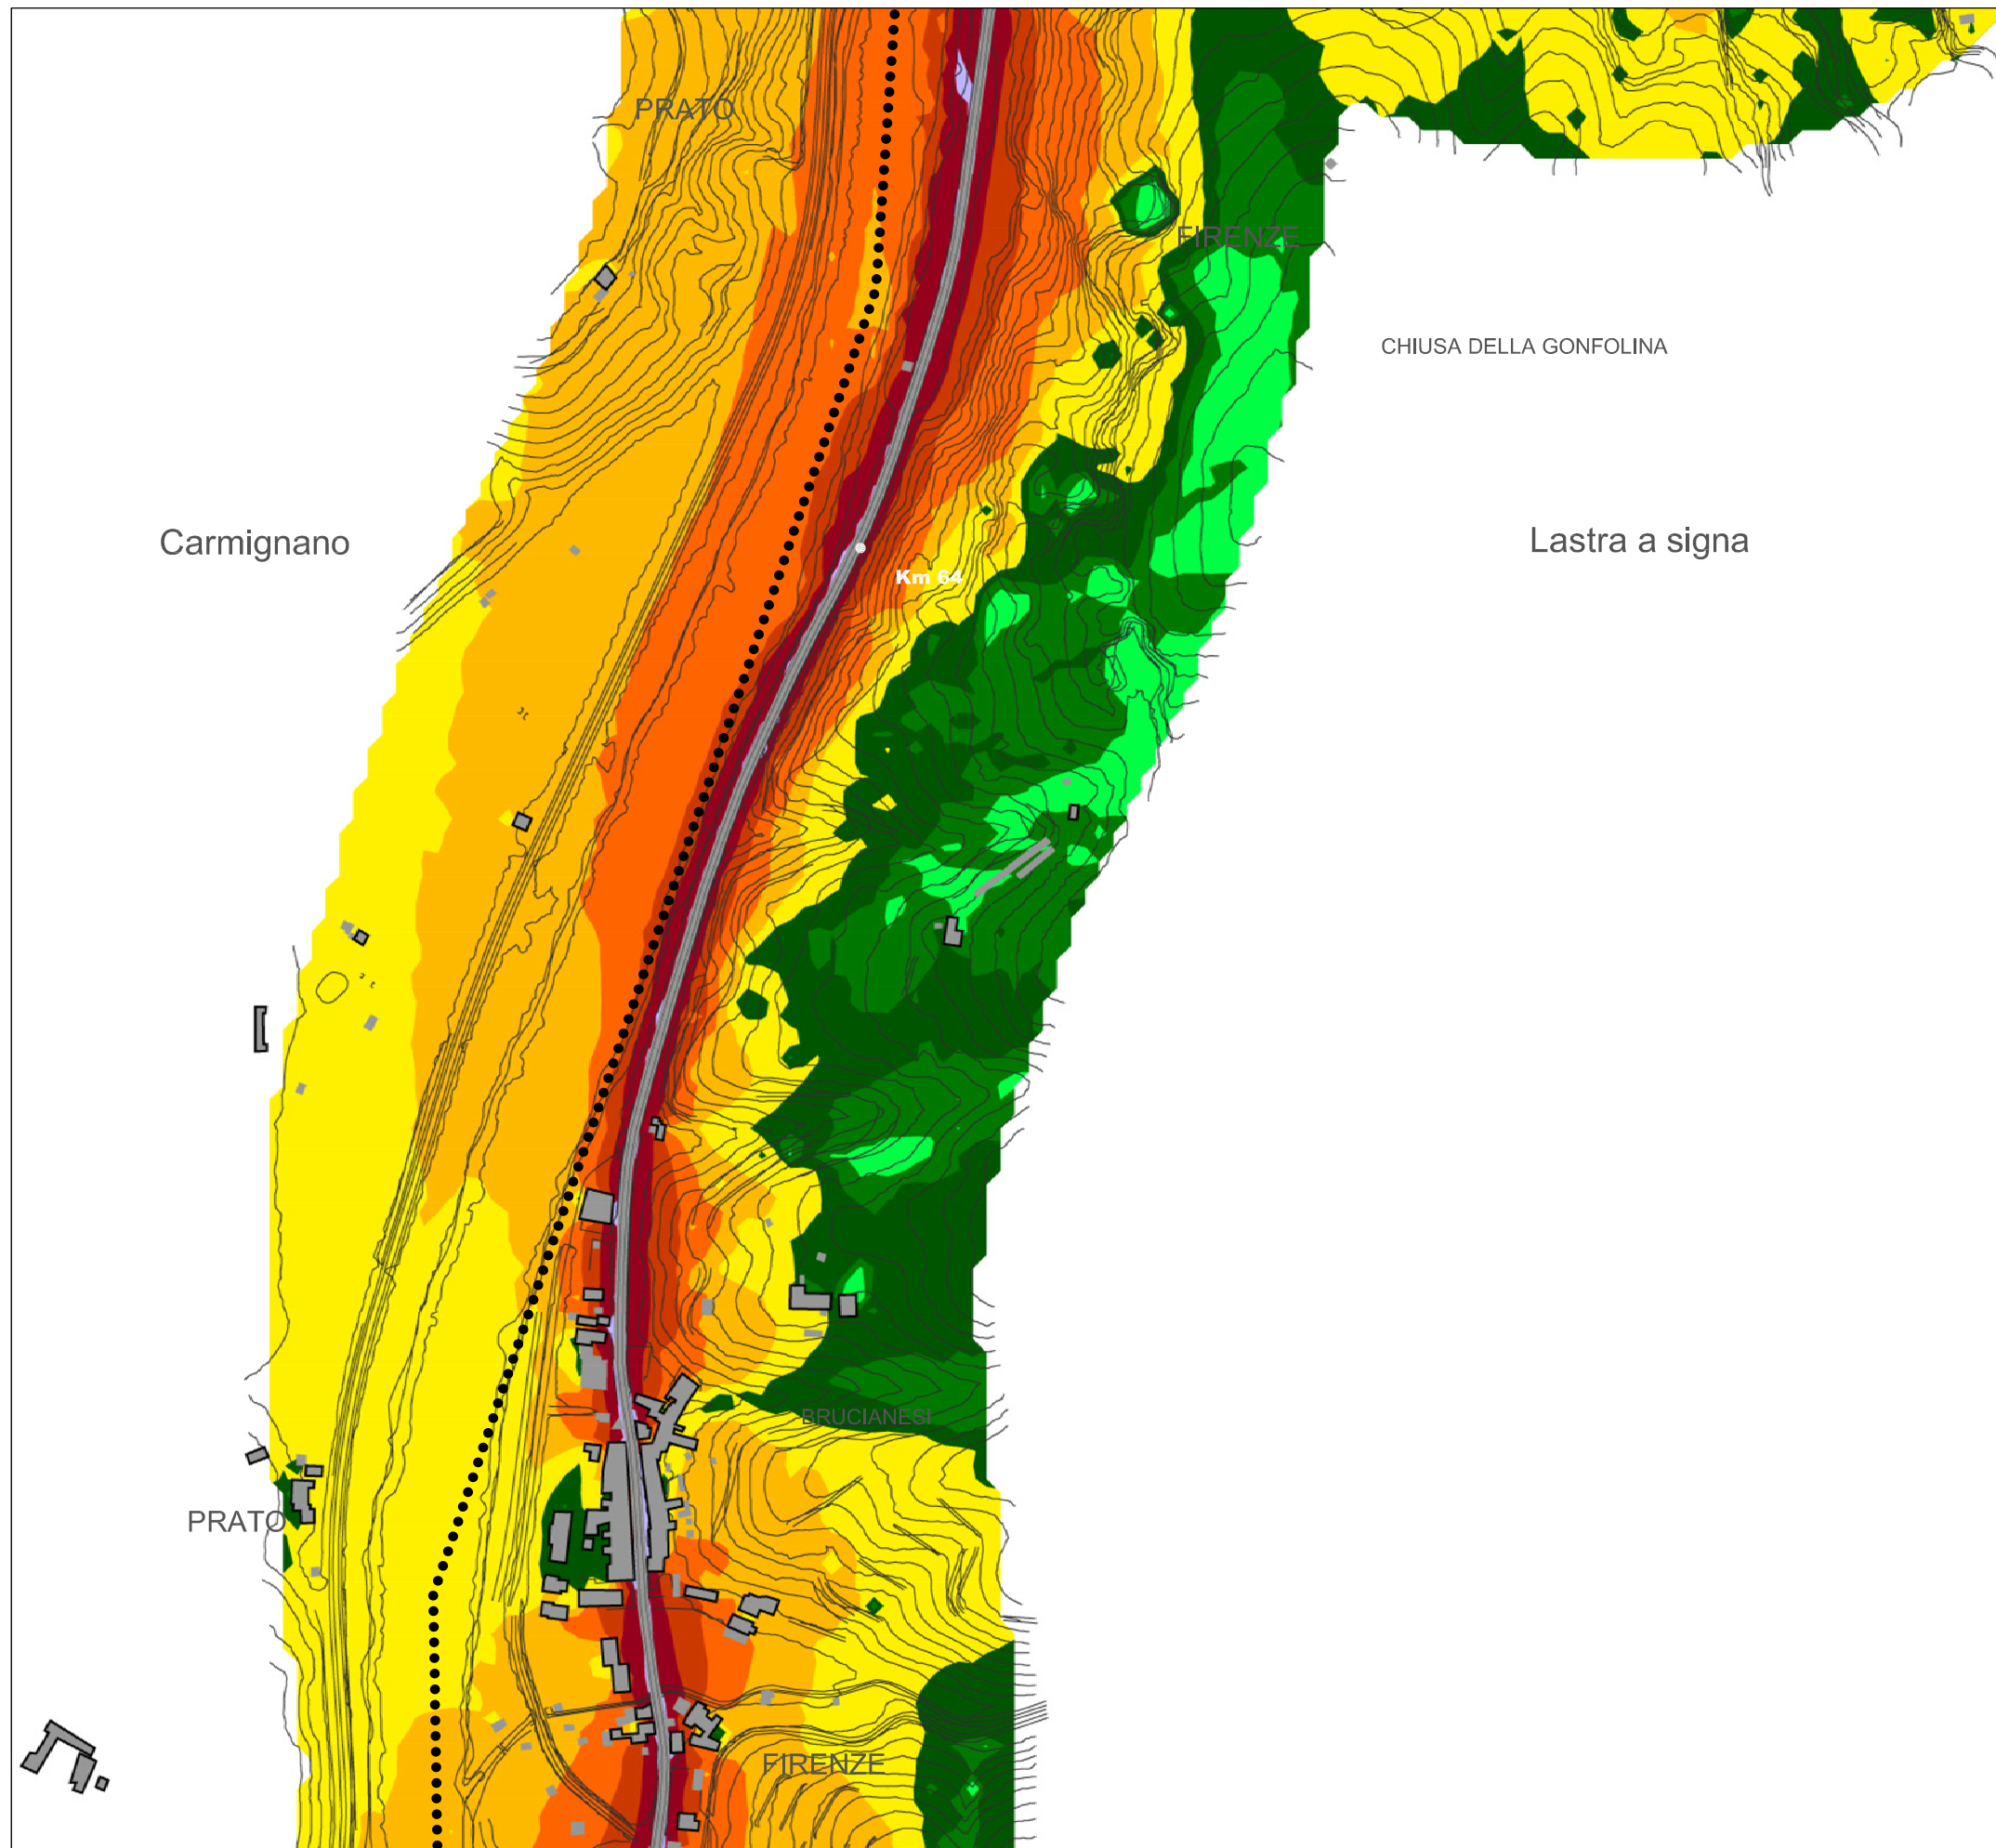 PRATO
FIRENZE
CHIUSA DELLA GONFOLINA
Carmignano
Lastra a signa
Km 64
BRUCIANESI
PRATO
FIRENZE